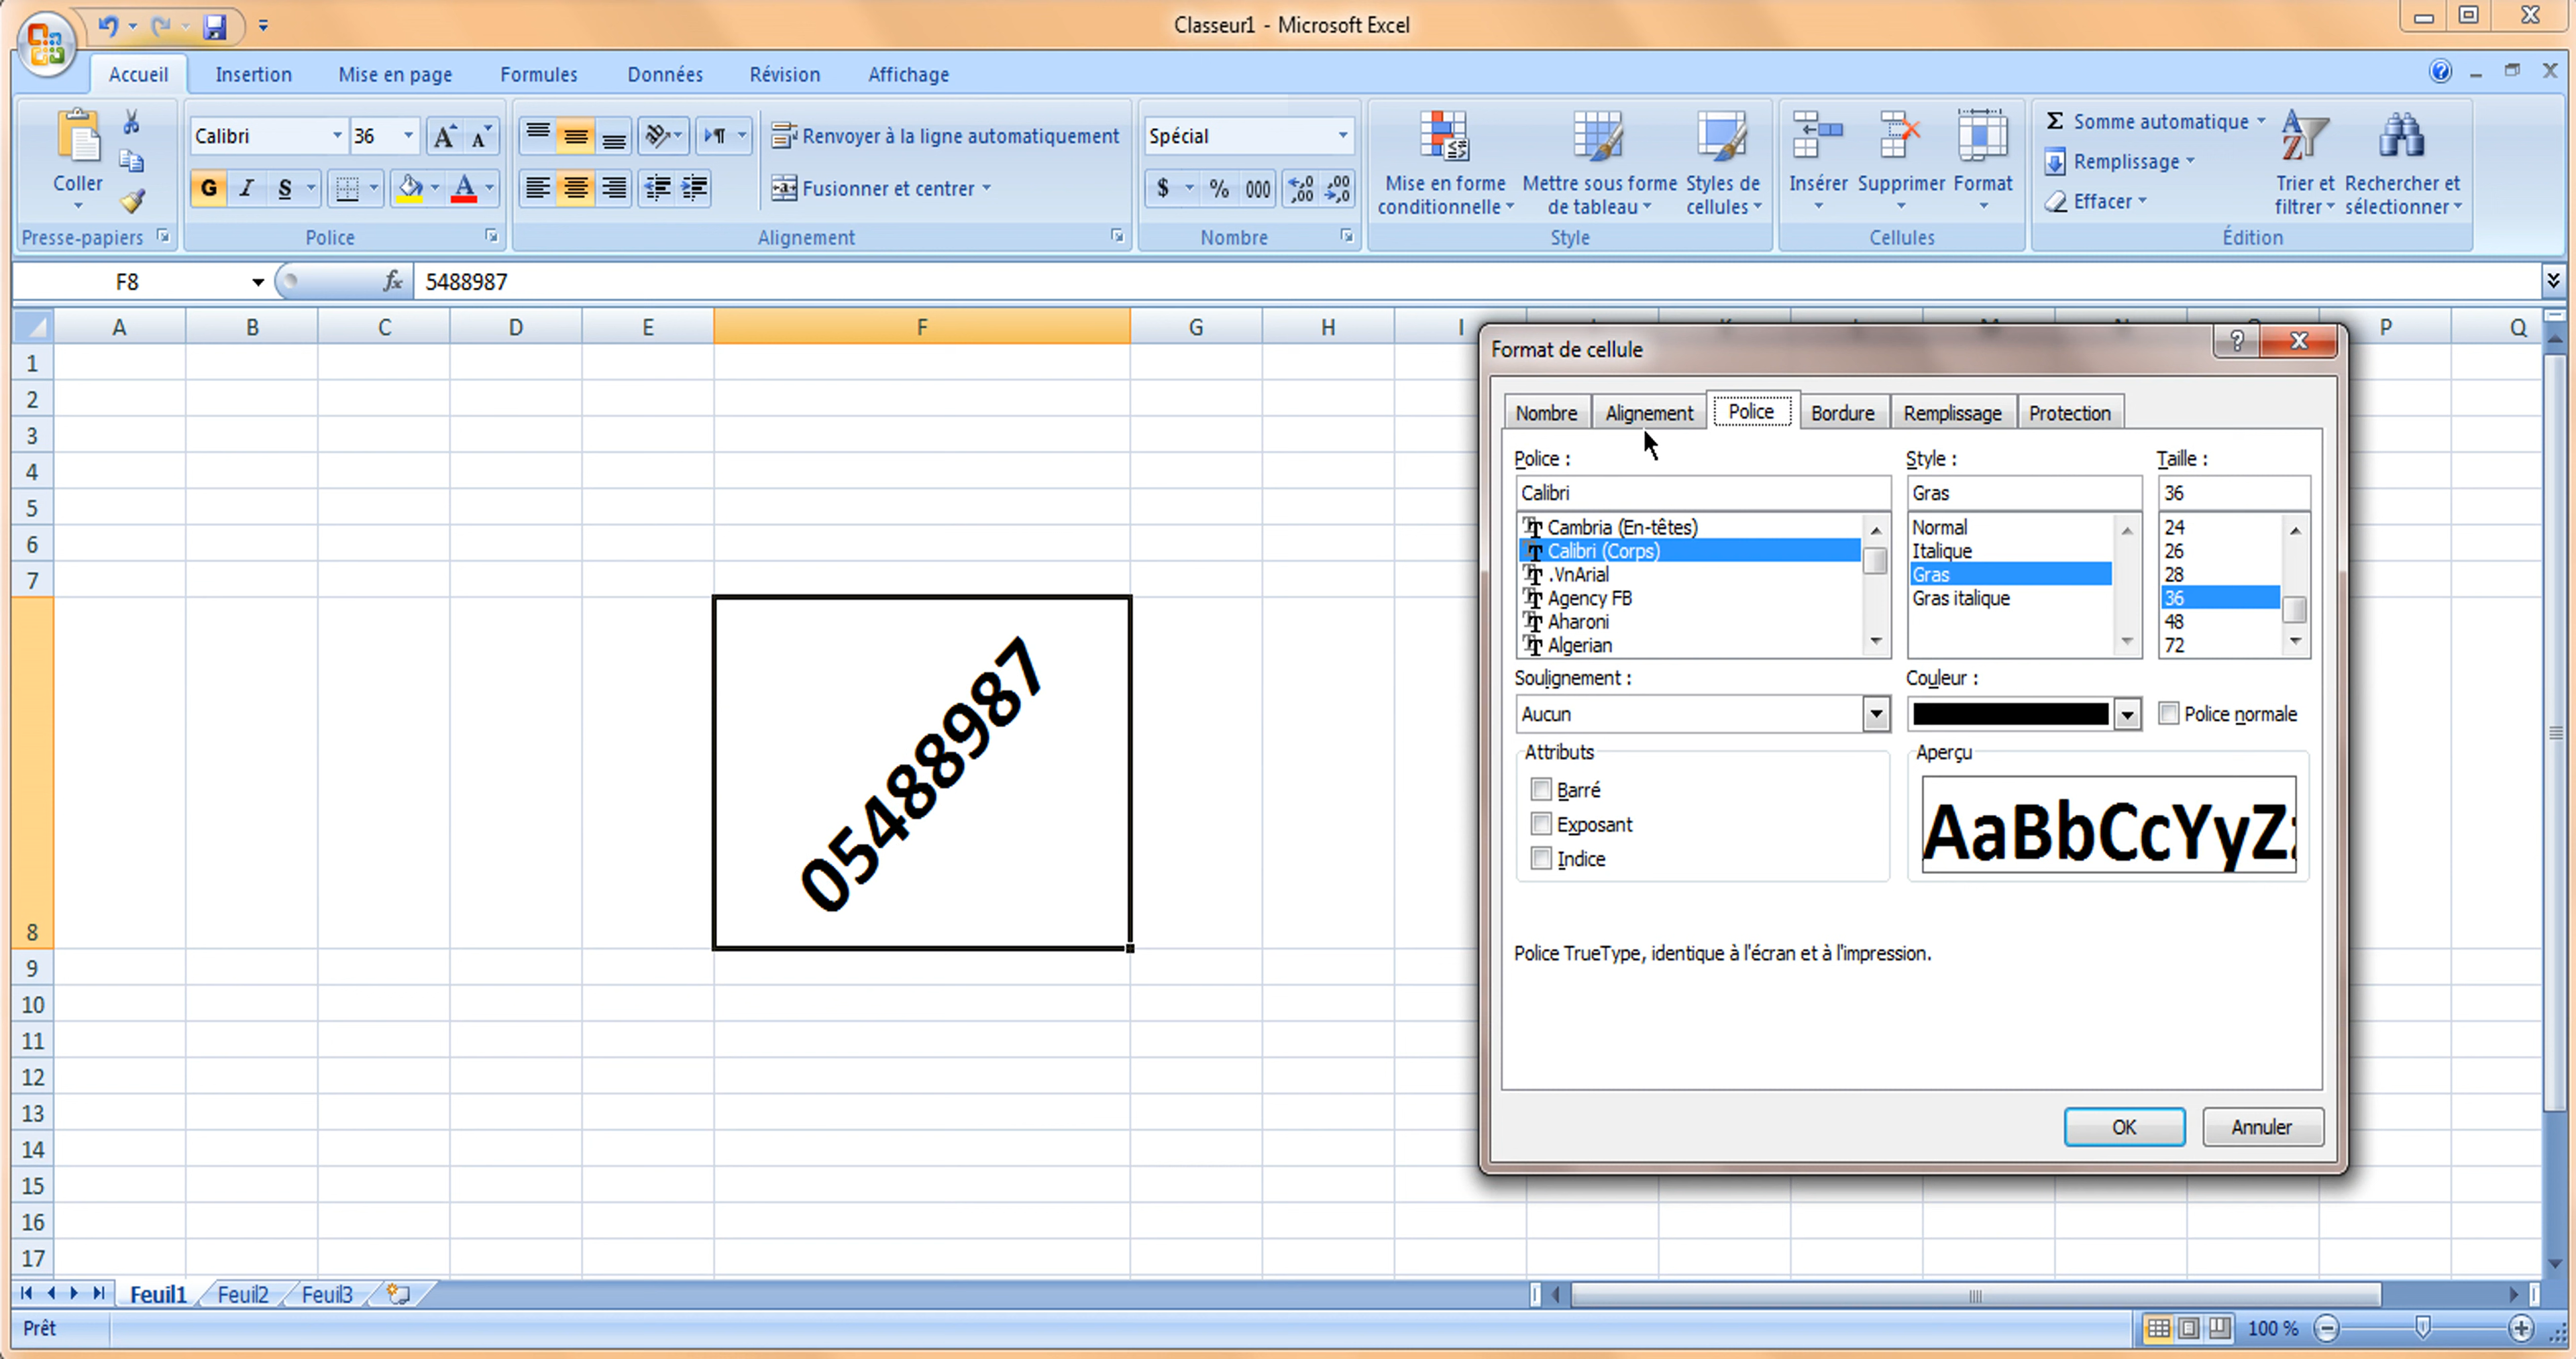 Classeur1 - Microsoft Excel
Accueil Insertion Mise en page Formules Données Révision Affichage
Calibri 36 Renvoyer à la ligne automatiquement Spécial Σ Somme automatique
Remplissage
Coller G I S A Fusionner et centrer $ % 000 Mise en forme conditionnelle Mettre sous forme de tableau Styles de cellules Insérer Supprimer Format Effacer Trier et filtrer Rechercher et sélectionner
Presse-papiers Police Alignement Nombre Style Cellules Édition
F8 fx 5488987
A B C D E F G H I P Q
1
2
3
4
5
6
7
8
9
10
11
12
13
14
15
16
17
05488987
Format de cellule
Nombre Alignement Police Bordure Remplissage Protection
Police : Style : Taille :
Calibri Gras 36
Cambria (En-têtes) Normal 24
Calibri (Corps) Italique 26
.VnArial Gras 28
Agency FB Gras italique 36
Aharoni 48
Algerian 72
Soulignement : Couleur :
Aucun Police normale
Attributs Aperçu
Barré
Exposant AaBbCcYyZ
Indice
Police TrueType, identique à l'écran et à l'impression.
OK Annuler
Feuil1 Feuil2 Feuil3
Prêt 100 %